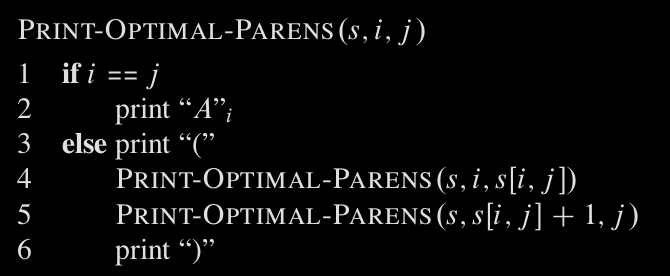 PRINT-OPTIMAL-PARENS(s, i, j)
1 if i == j
2 print “A”ᵢ
3 else print “(”
4 PRINT-OPTIMAL-PARENS(s, i, s[i, j])
5 PRINT-OPTIMAL-PARENS(s, s[i, j] + 1, j)
6 print “)”